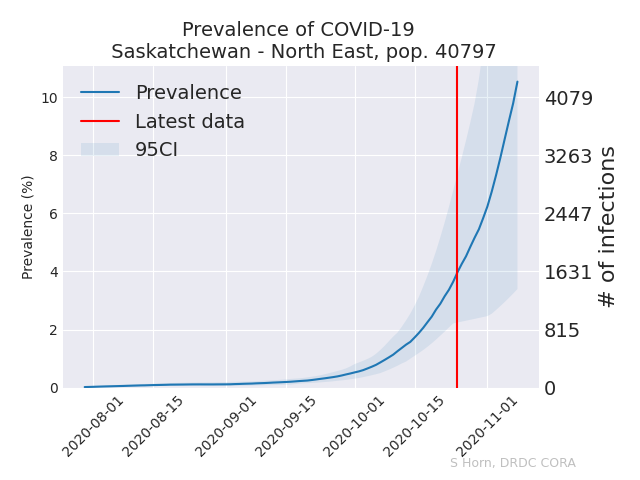 Prevalence of COVID-19
Saskatchewan - North East, pop. 40797
Prevalence
Latest data
95CI
Prevalence (%)
10
8
6
4
2
0
4079
3263
2447
1631
815
0
# of infections
2020-08-01
2020-08-15
2020-09-01
2020-09-15
2020-10-01
2020-10-15
2020-11-01
S Horn, DRDC CORA